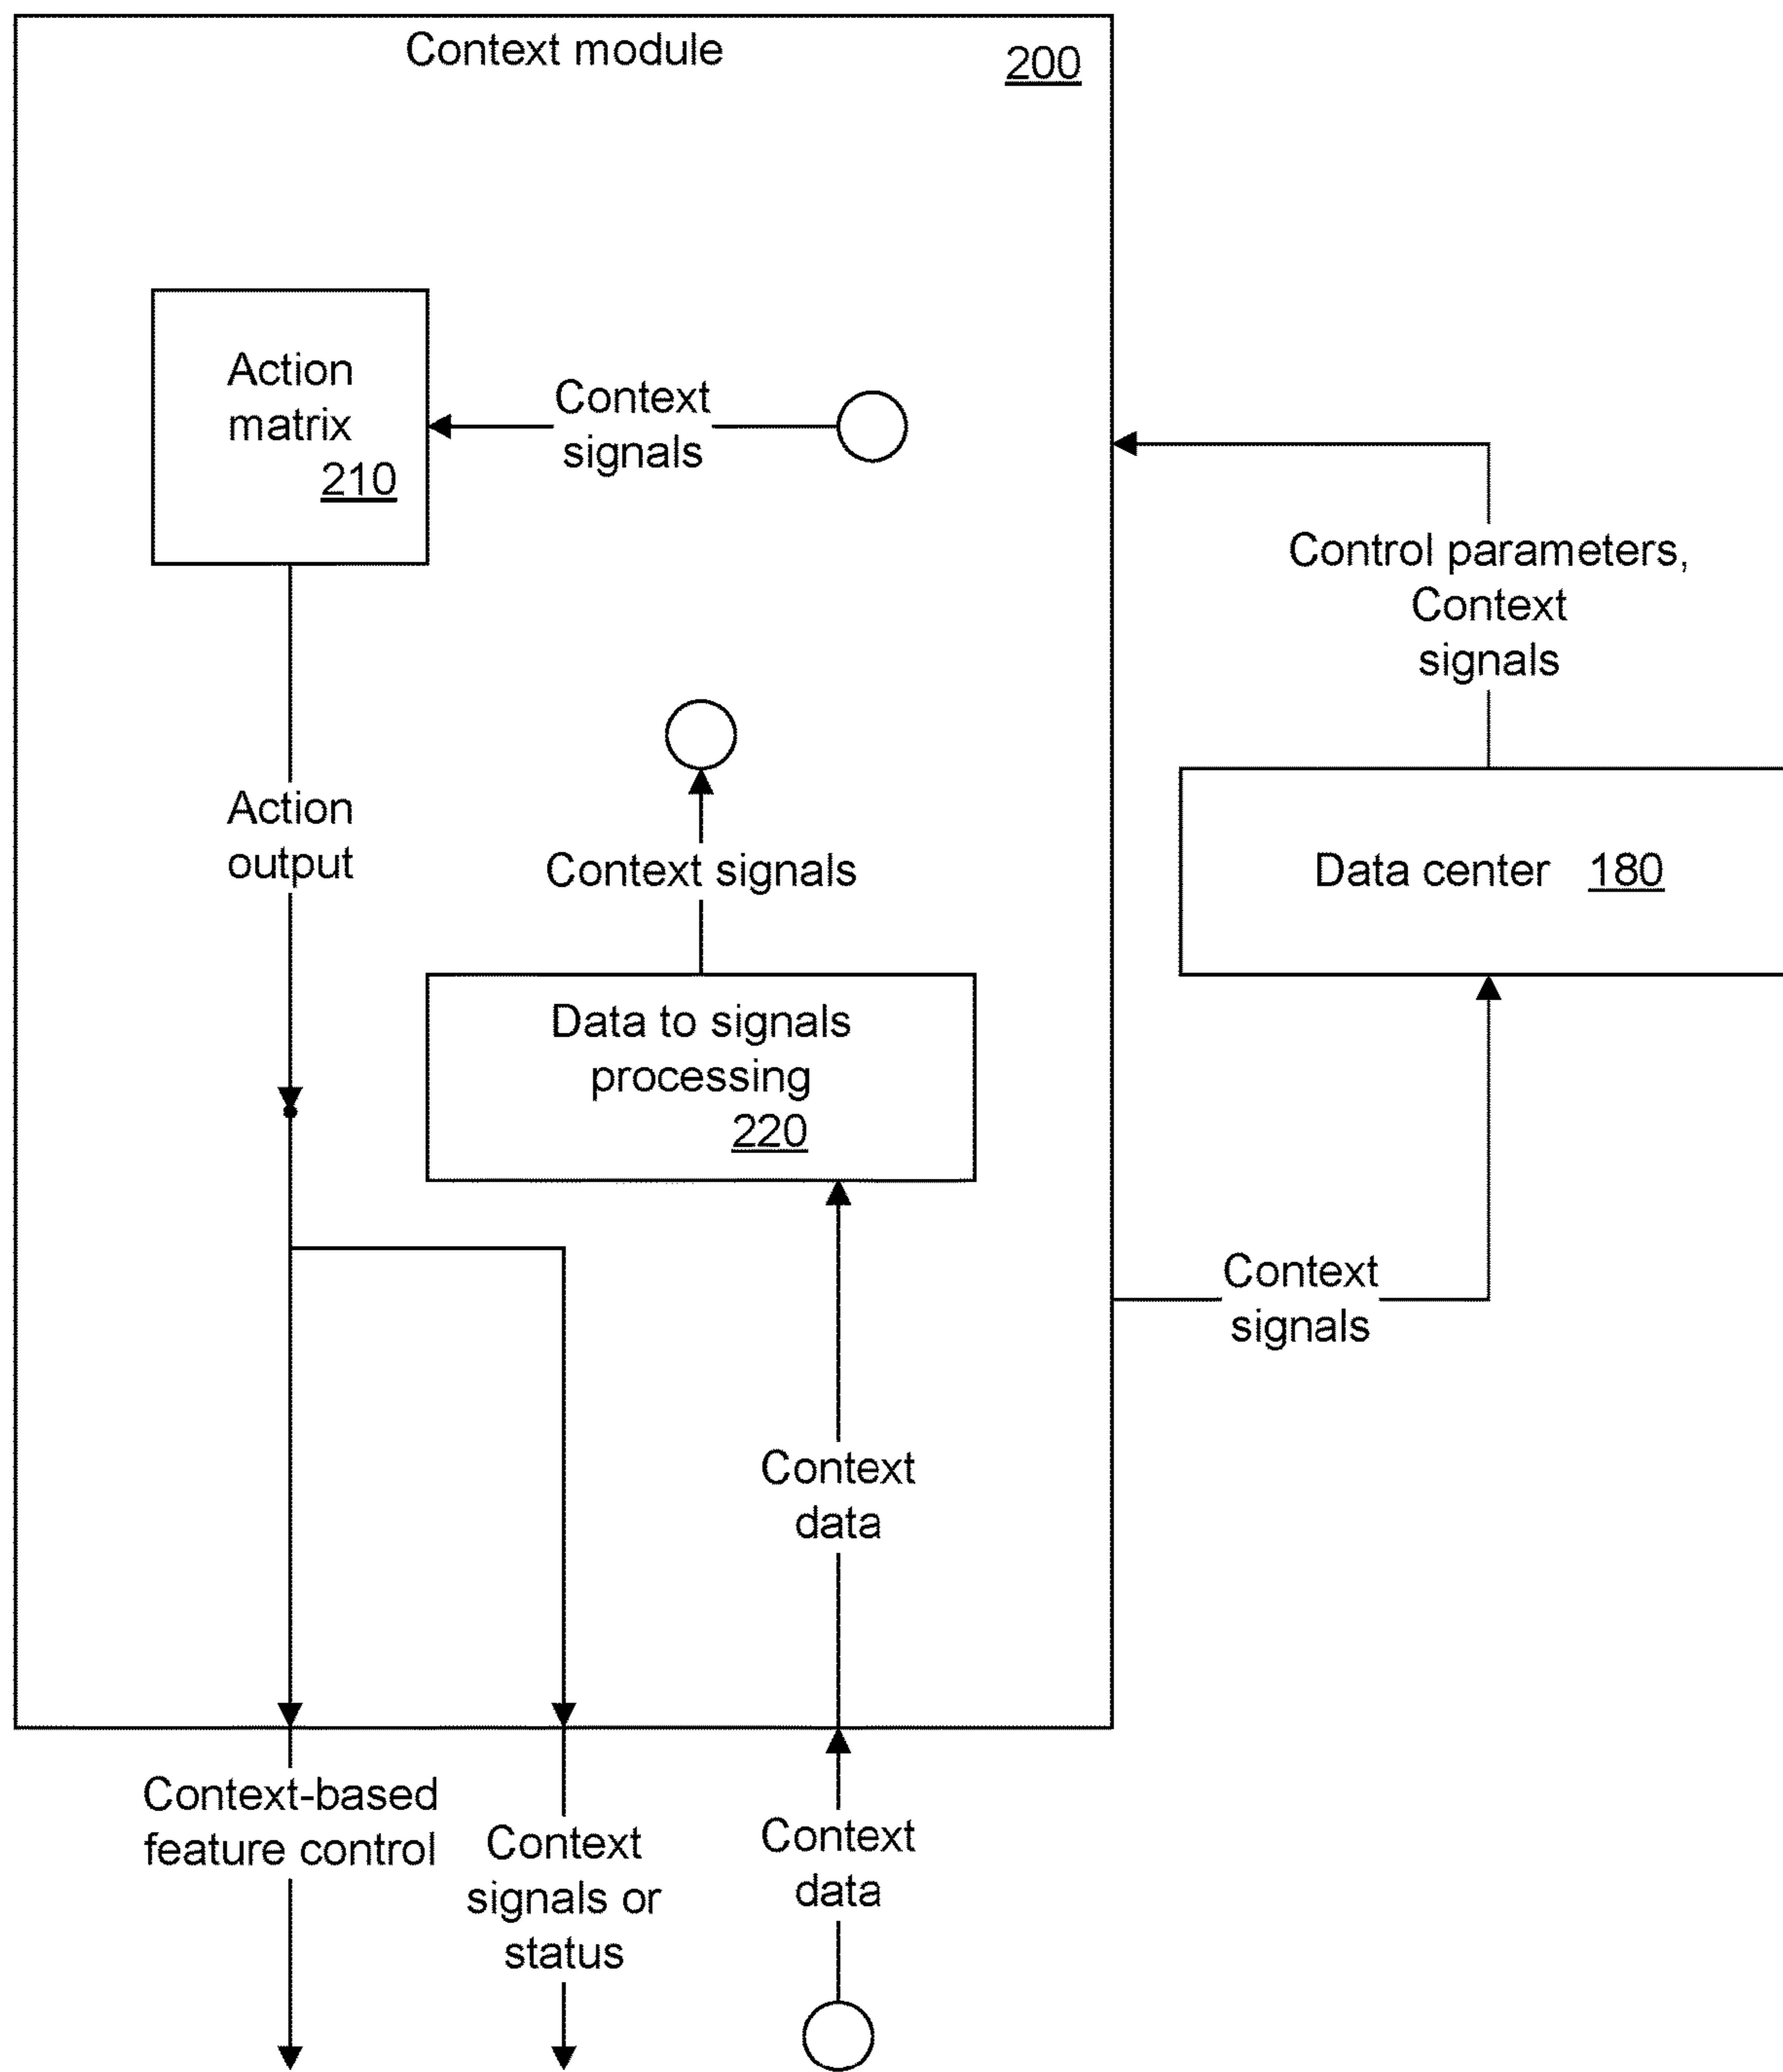 Context module
200
Action
matrix
210
Context
signals
Control parameters,
Context
signals
Action
output
Context signals
Data center 180
Data to signals
processing
220
Context
signals
Context
data
Context-based
feature control
Context
signals or
status
Context
data